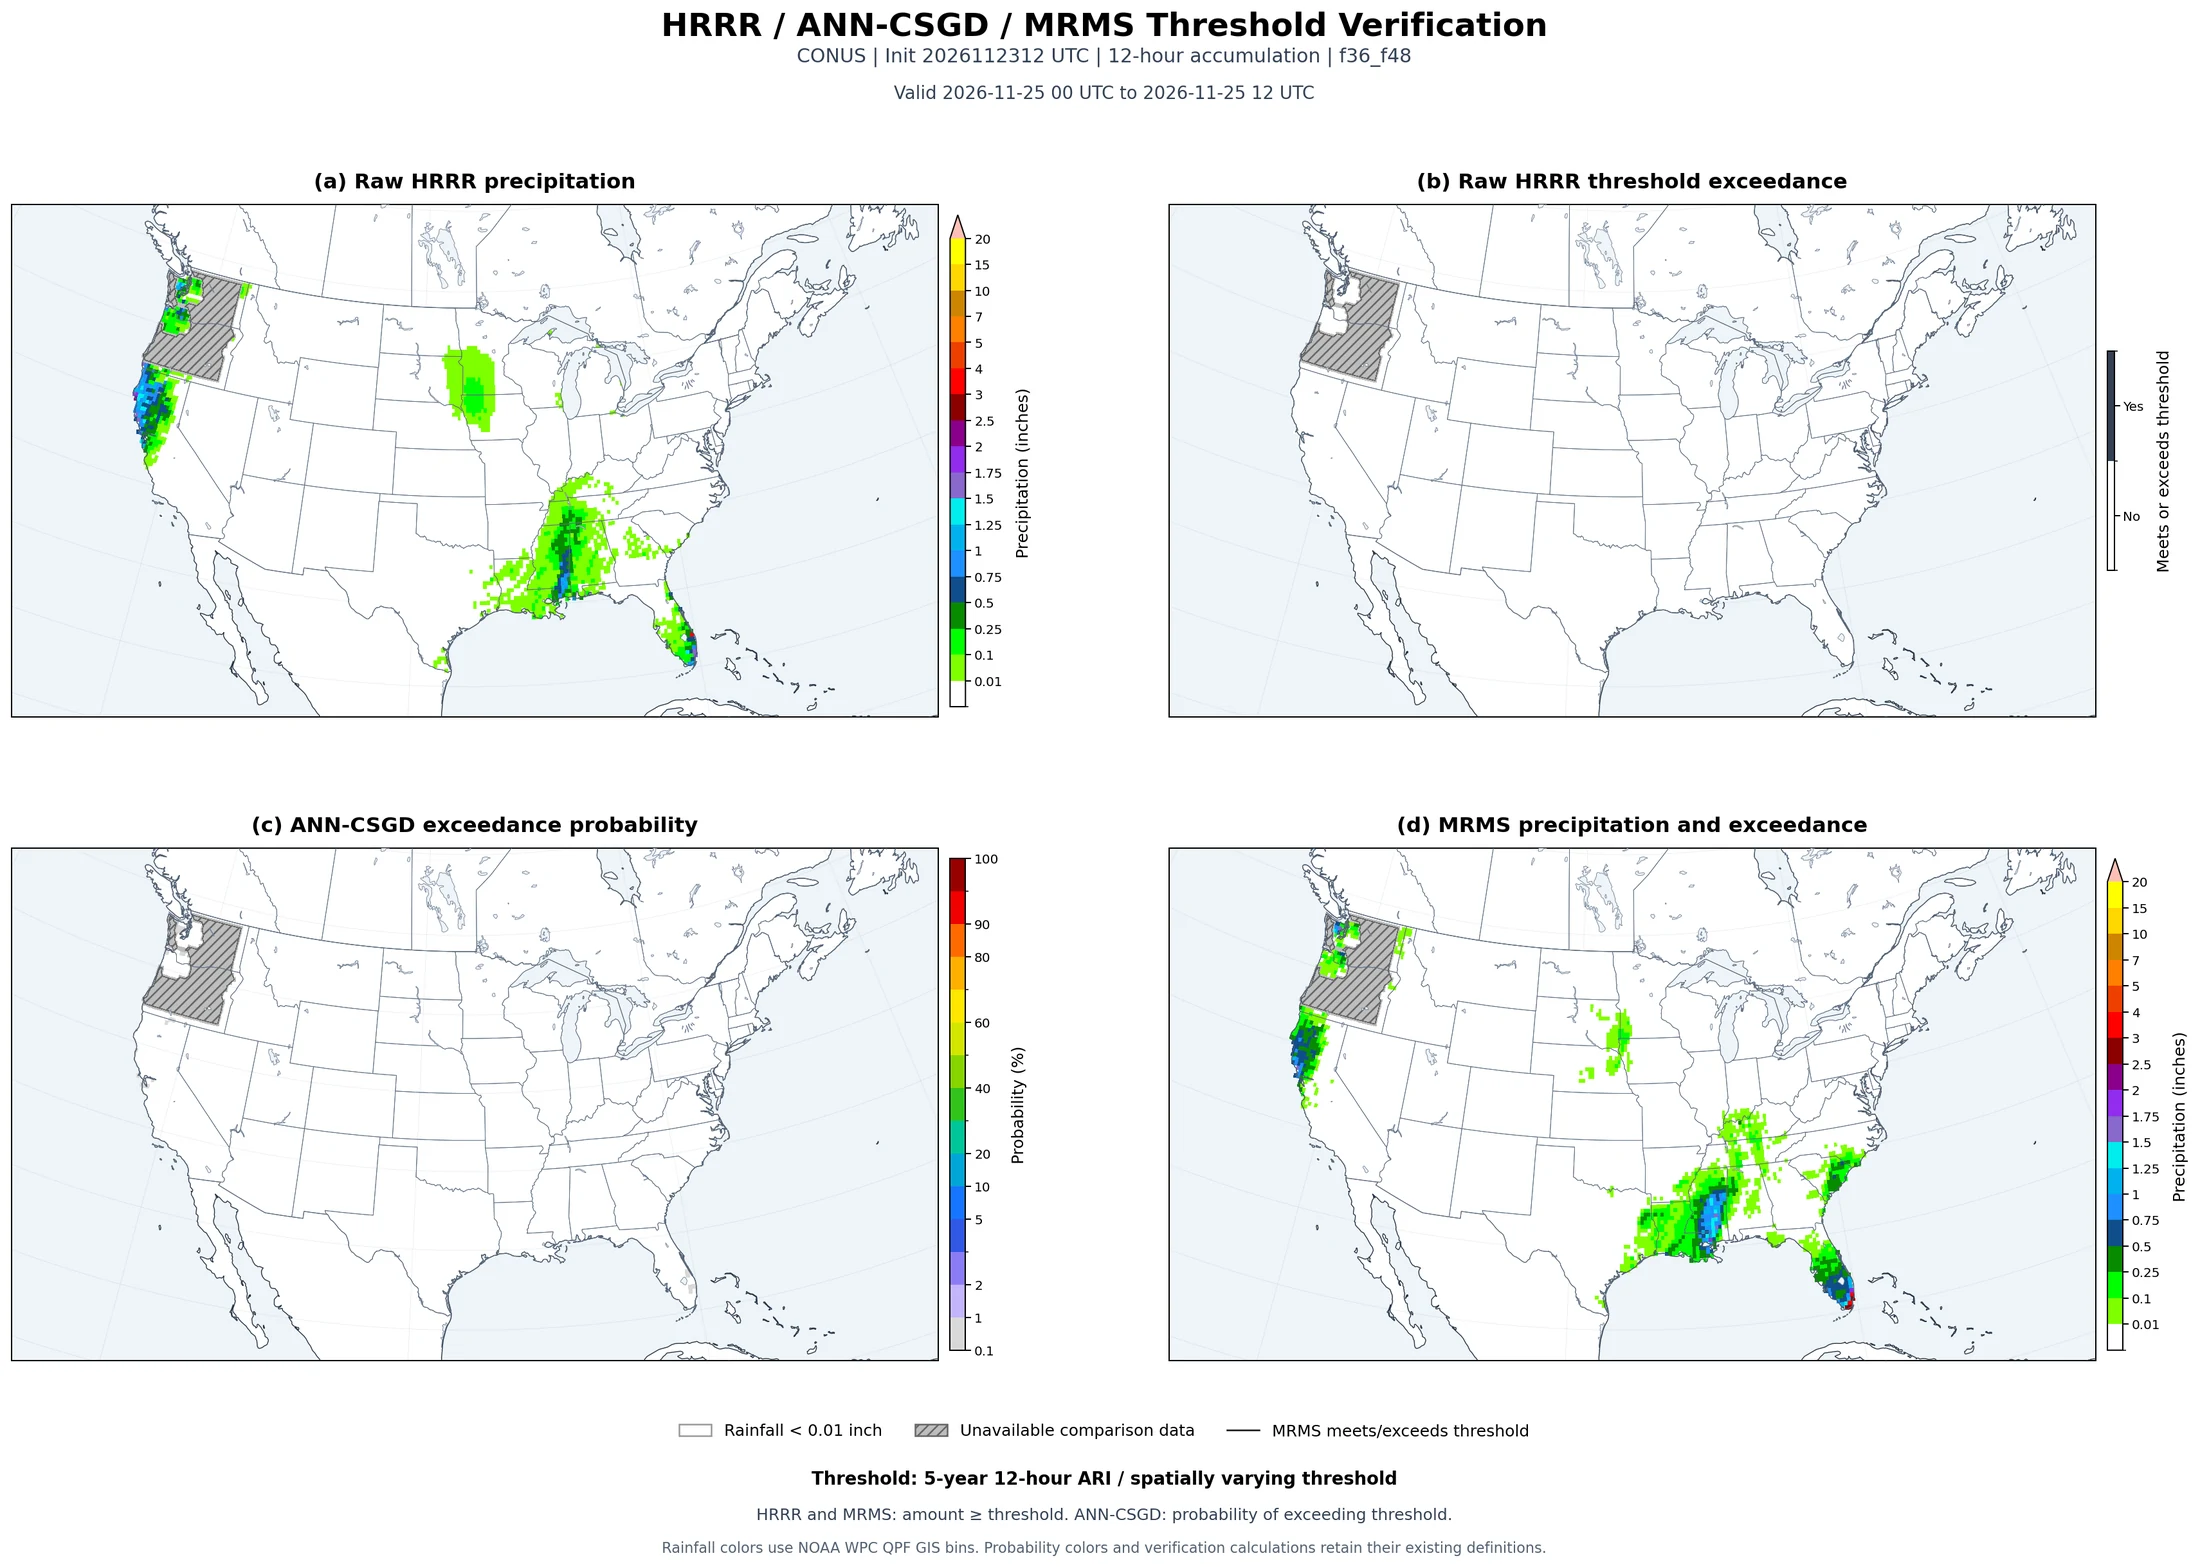 HRRR / ANN-CSGD / MRMS Threshold Verification
CONUS | Init 2026112312 UTC | 12-hour accumulation | f36_f48
Valid 2026-11-25 00 UTC to 2026-11-25 12 UTC
(a) Raw HRRR precipitation
20
15
10
7
5
4
3
2.5
2
1.75
1.5
1.25
1
0.75
0.5
0.25
0.1
0.01
Precipitation (inches)
(b) Raw HRRR threshold exceedance
Yes
No
Meets or exceeds threshold
(c) ANN-CSGD exceedance probability
100
90
80
60
40
20
10
5
2
1
0.1
Probability (%)
(d) MRMS precipitation and exceedance
20
15
10
7
5
4
3
2.5
2
1.75
1.5
1.25
1
0.75
0.5
0.25
0.1
0.01
Precipitation (inches)
Rainfall < 0.01 inch
Unavailable comparison data
MRMS meets/exceeds threshold
Threshold: 5-year 12-hour ARI / spatially varying threshold
HRRR and MRMS: amount ≥ threshold. ANN-CSGD: probability of exceeding threshold.
Rainfall colors use NOAA WPC QPF GIS bins. Probability colors and verification calculations retain their existing definitions.